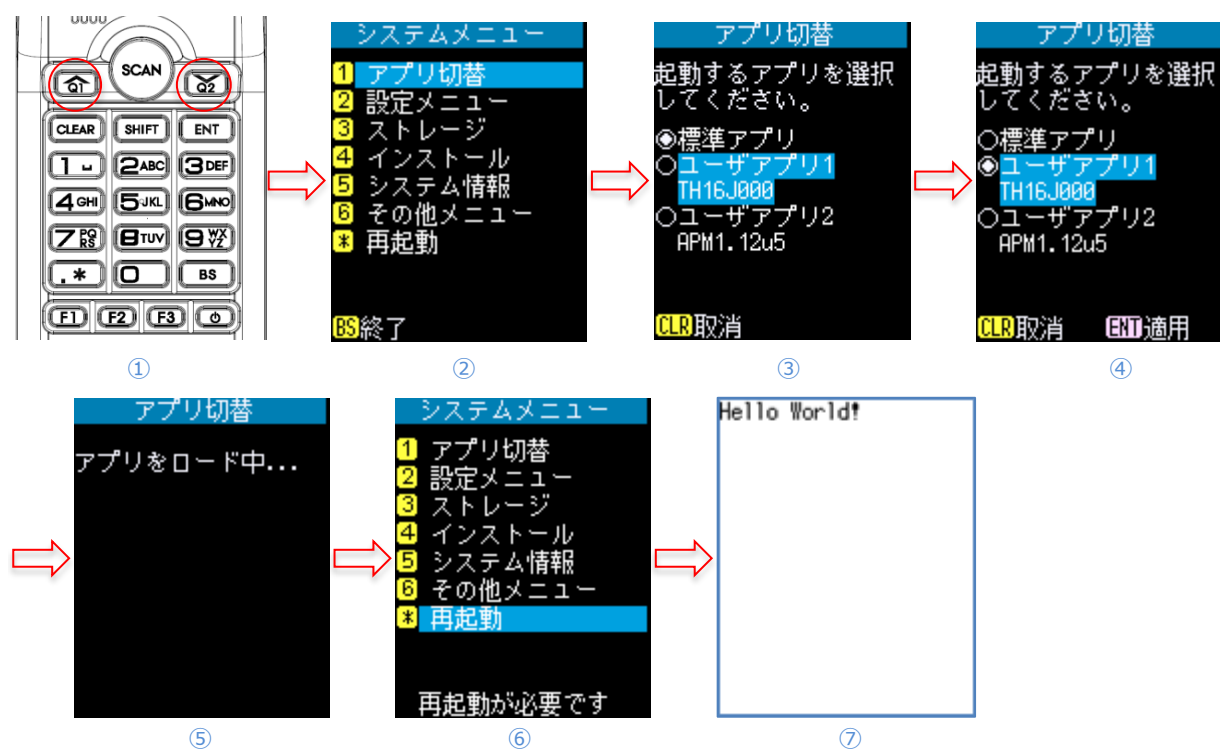 Q1
SCAN
Q2
CLEAR SHIFT ENT
1 ␣ 2ABC 3DEF
4GHI 5JKL 6MNO
7PQRS 8TUV 9WXYZ
.* 0 BS
F1 F2 F3
①
システムメニュー
1 アプリ切替
2 設定メニュー
3 ストレージ
4 インストール
5 システム情報
6 その他メニュー
* 再起動
BS終了
②
アプリ切替
起動するアプリを選択
してください。
標準アプリ
ユーザアプリ1
TH16J000
ユーザアプリ2
APM1.12u5
CLR取消
③
アプリ切替
起動するアプリを選択
してください。
標準アプリ
ユーザアプリ1
TH16J000
ユーザアプリ2
APM1.12u5
CLR取消 ENT適用
④
アプリ切替
アプリをロード中...
⑤
システムメニュー
1 アプリ切替
2 設定メニュー
3 ストレージ
4 インストール
5 システム情報
6 その他メニュー
* 再起動
再起動が必要です
⑥
Hello World!
⑦